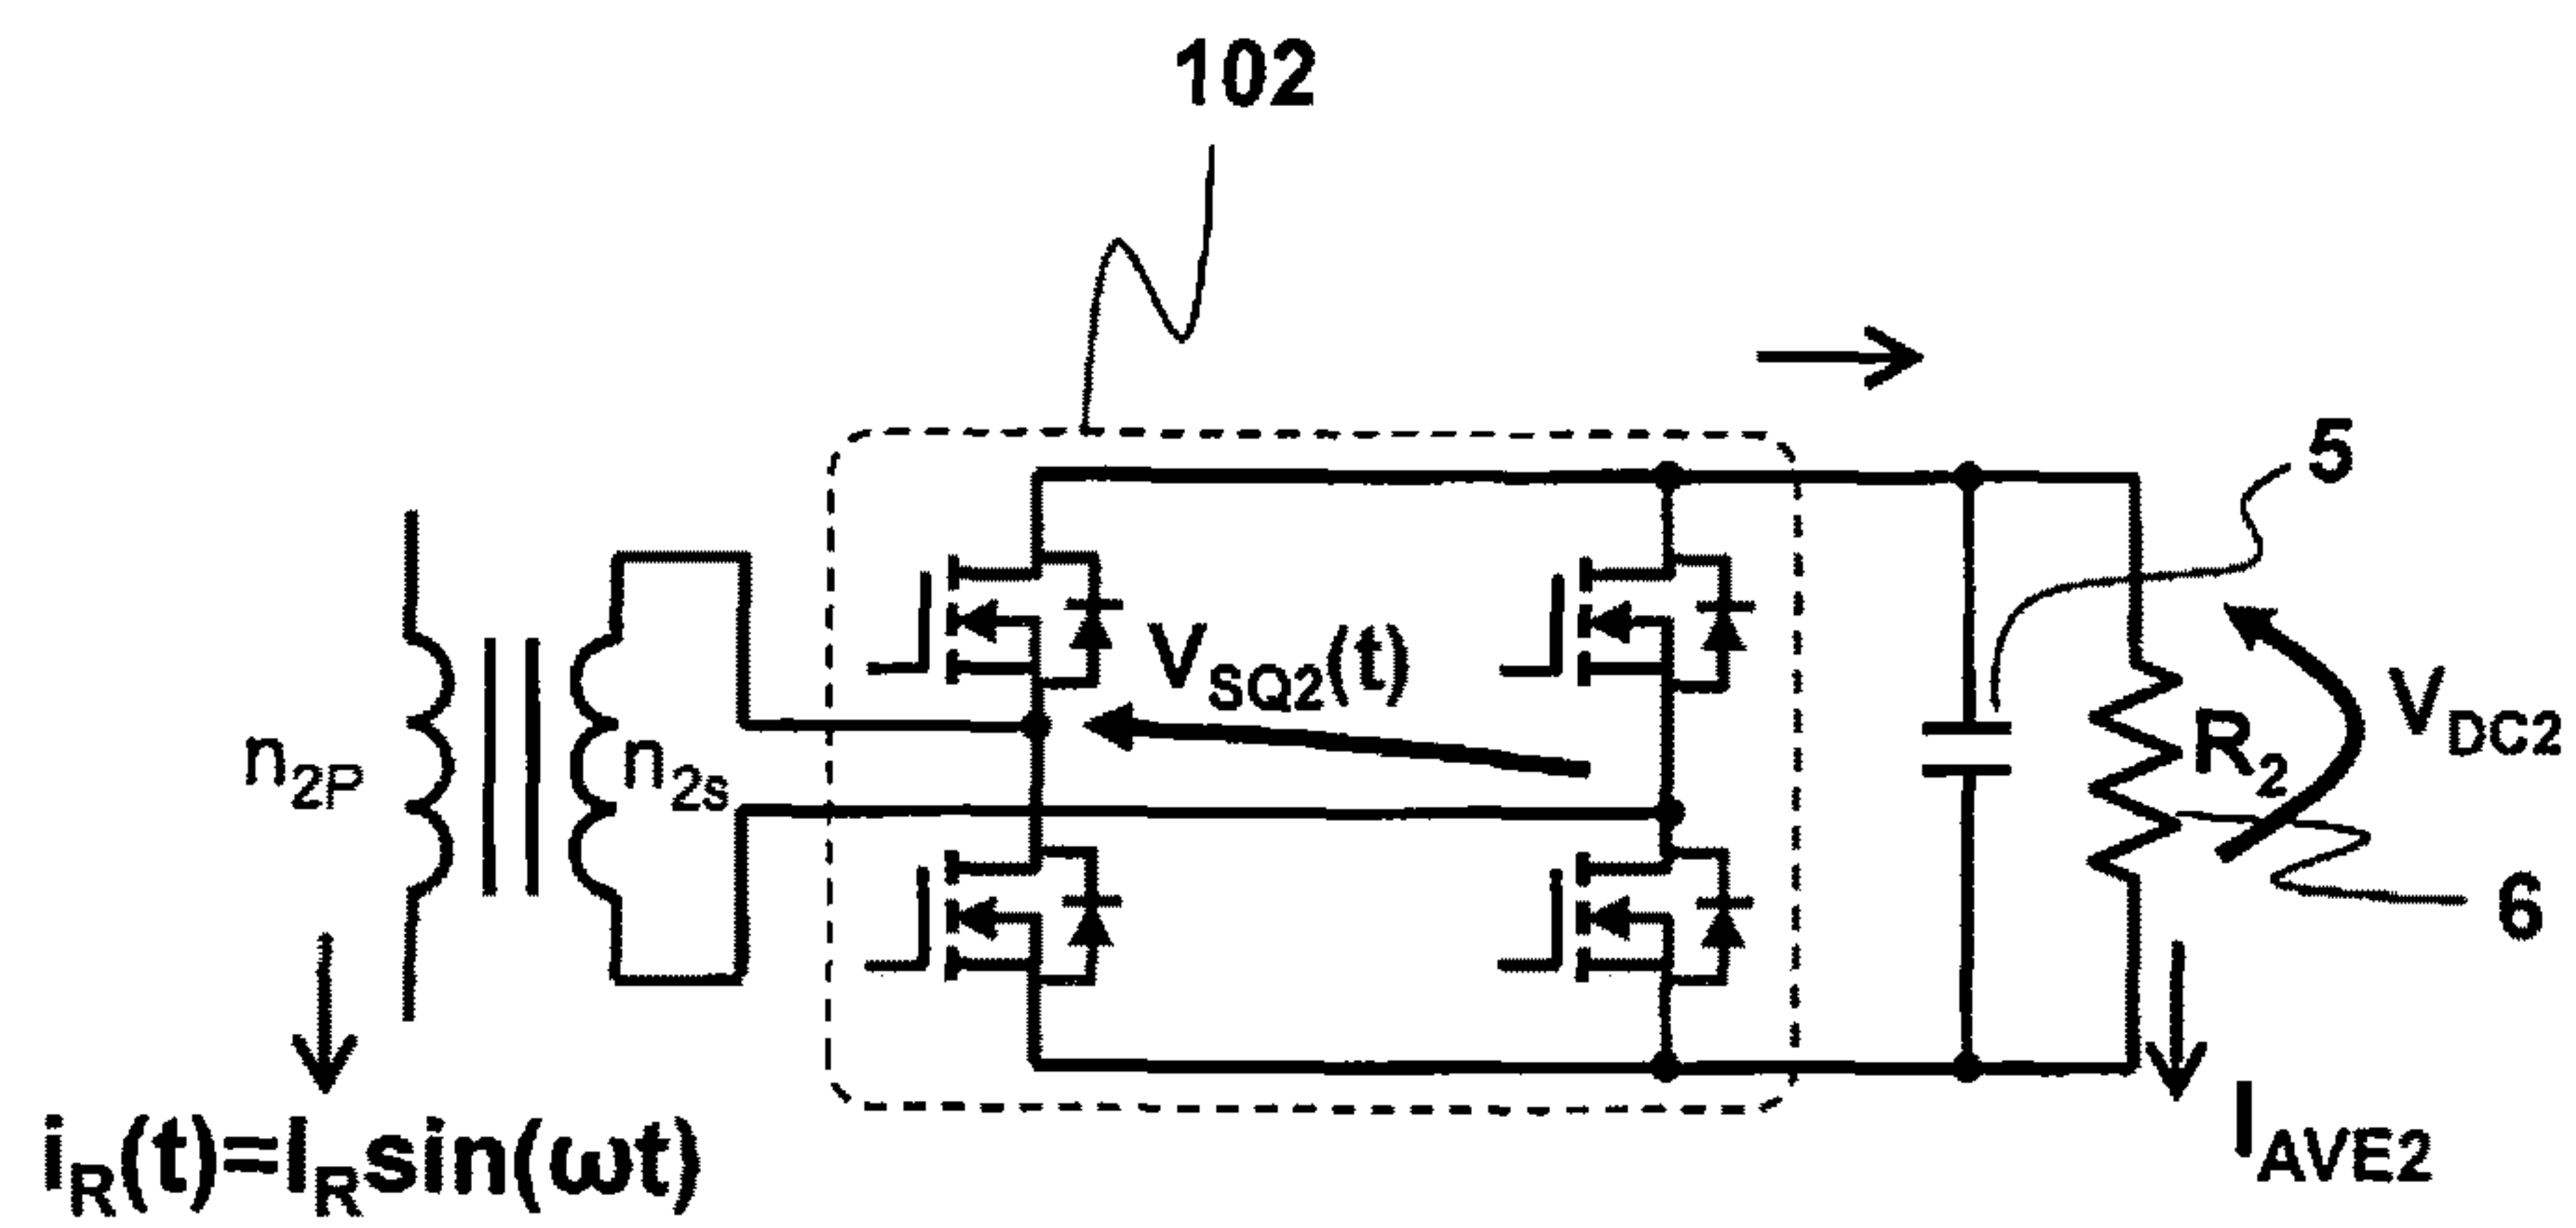 102
5
V_SQ2(t)
n_2P
n_2s
R_2
V_DC2
6
i_R(t)=I_Rsin(ωt)
I_AVE2